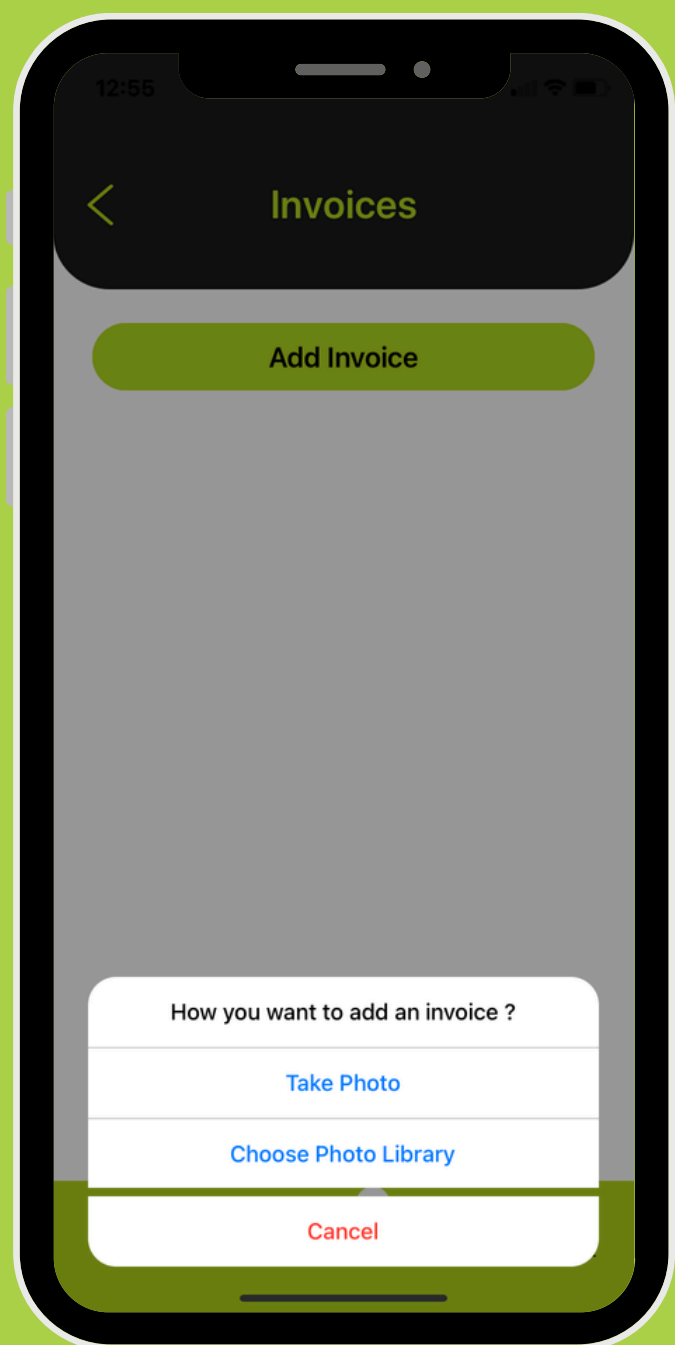 12:55
Invoices
Add Invoice
How you want to add an invoice ?
Take Photo
Choose Photo Library
Cancel